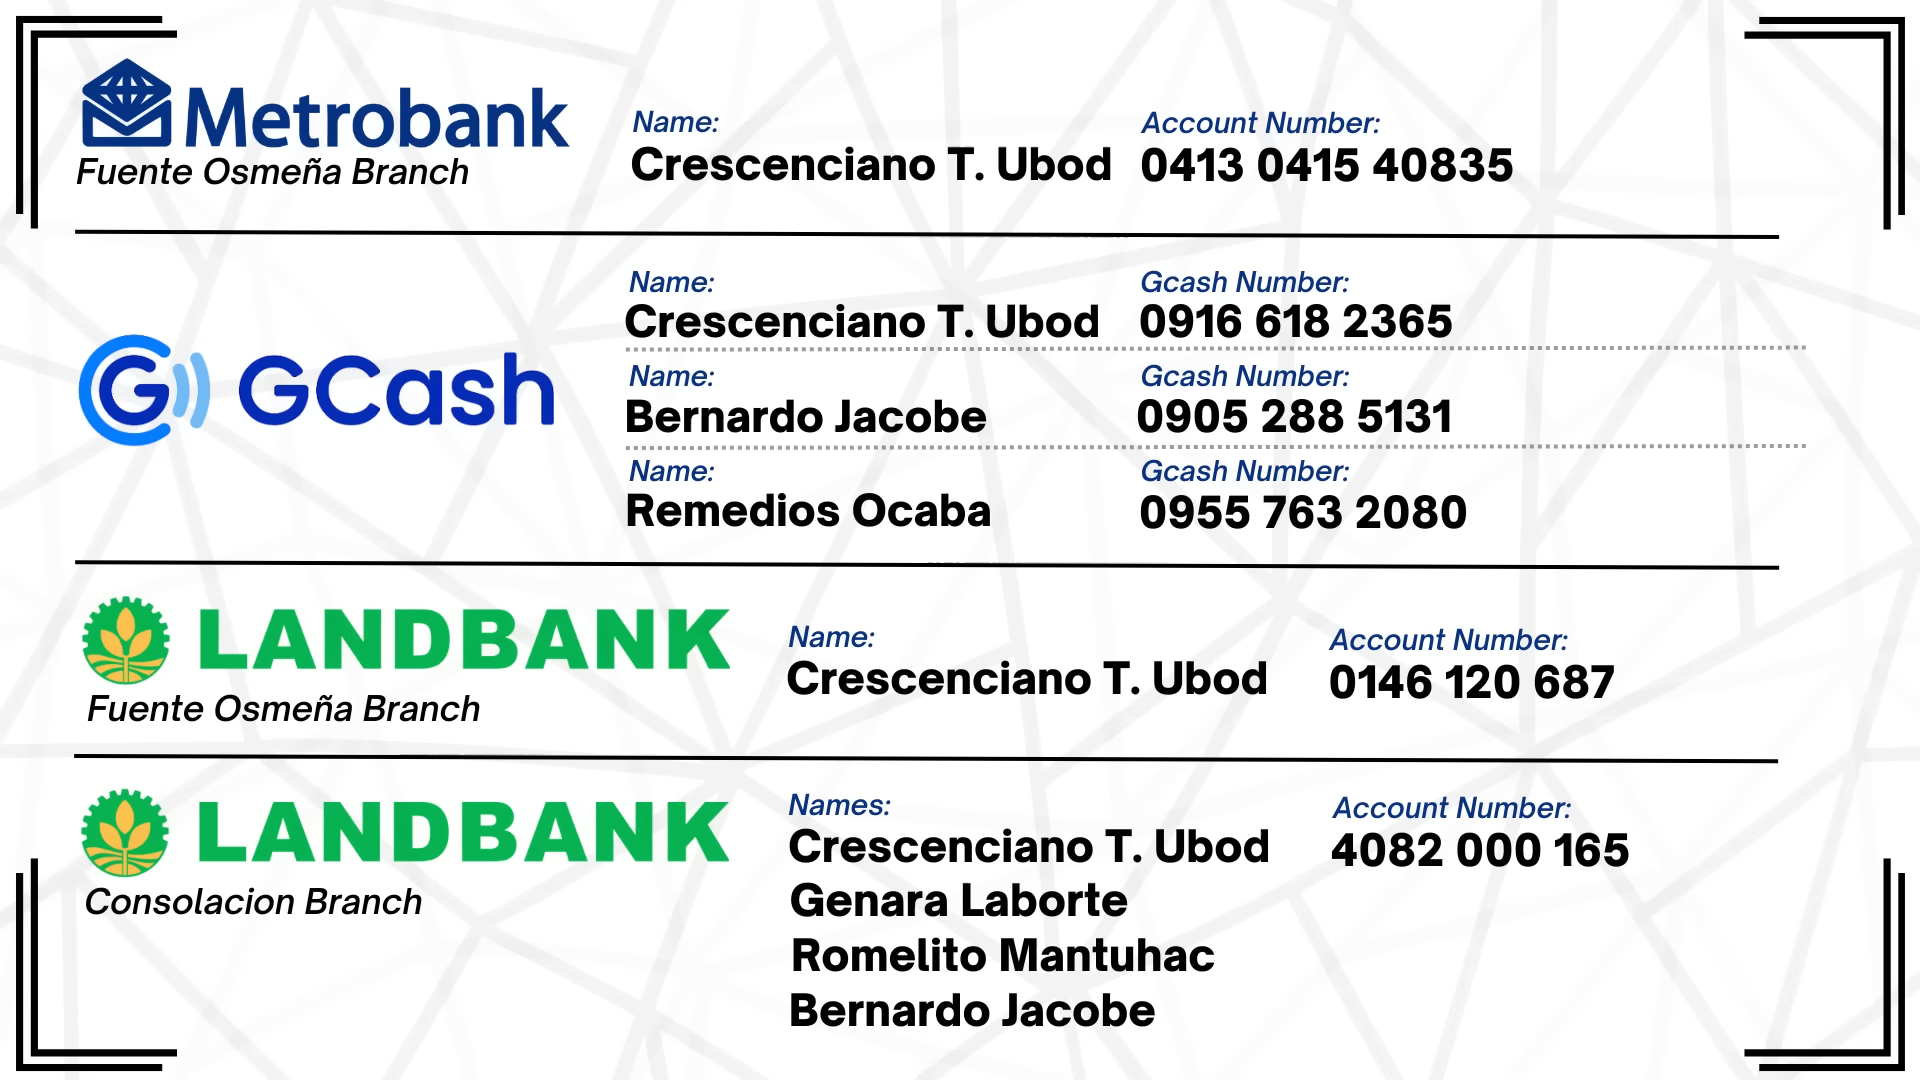 Metrobank
Fuente Osmeña Branch
Name:
Crescenciano T. Ubod
Account Number:
0413 0415 40835
GCash
Name:
Crescenciano T. Ubod
Gcash Number:
0916 618 2365
Name:
Bernardo Jacobe
Gcash Number:
0905 288 5131
Name:
Remedios Ocaba
Gcash Number:
0955 763 2080
LANDBANK
Fuente Osmeña Branch
Name:
Crescenciano T. Ubod
Account Number:
0146 120 687
LANDBANK
Consolacion Branch
Names:
Crescenciano T. Ubod
Genara Laborte
Romelito Mantuhac
Bernardo Jacobe
Account Number:
4082 000 165